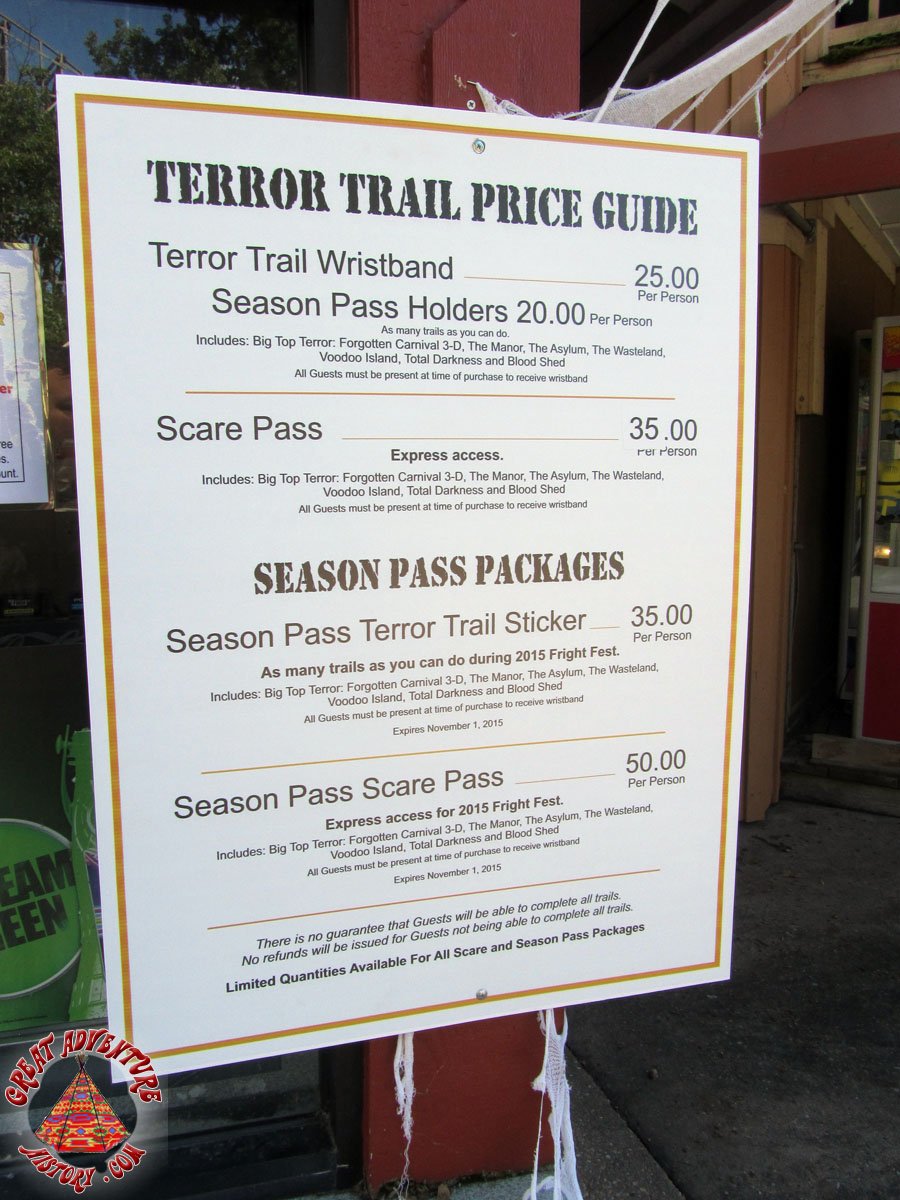 TERROR TRAIL PRICE GUIDE
Terror Trail Wristband 25.00
Per Person
Season Pass Holders 20.00 Per Person
As many trails as you can do.
Includes: Big Top Terror: Forgotten Carnival 3-D, The Manor, The Asylum, The Wasteland,
Voodoo Island, Total Darkness and Blood Shed
All Guests must be present at time of purchase to receive wristband
Scare Pass 35.00
Per Person
Express access.
Includes: Big Top Terror: Forgotten Carnival 3-D, The Manor, The Asylum, The Wasteland,
Voodoo Island, Total Darkness and Blood Shed
All Guests must be present at time of purchase to receive wristband
SEASON PASS PACKAGES
Season Pass Terror Trail Sticker 35.00
Per Person
As many trails as you can do during 2015 Fright Fest.
Includes: Big Top Terror: Forgotten Carnival 3-D, The Manor, The Asylum, The Wasteland,
Voodoo Island, Total Darkness and Blood Shed
All Guests must be present at time of purchase to receive wristband
Expires November 1, 2015
Season Pass Scare Pass 50.00
Per Person
Express access for 2015 Fright Fest.
Includes: Big Top Terror: Forgotten Carnival 3-D, The Manor, The Asylum, The Wasteland,
Voodoo Island, Total Darkness and Blood Shed
All Guests must be present at time of purchase to receive wristband
Expires November 1, 2015
There is no guarantee that Guests will be able to complete all trails.
No refunds will be issued for Guests not being able to complete all trails.
Limited Quantities Available For All Scare and Season Pass Packages
GREAT ADVENTURE
HISTORY.COM